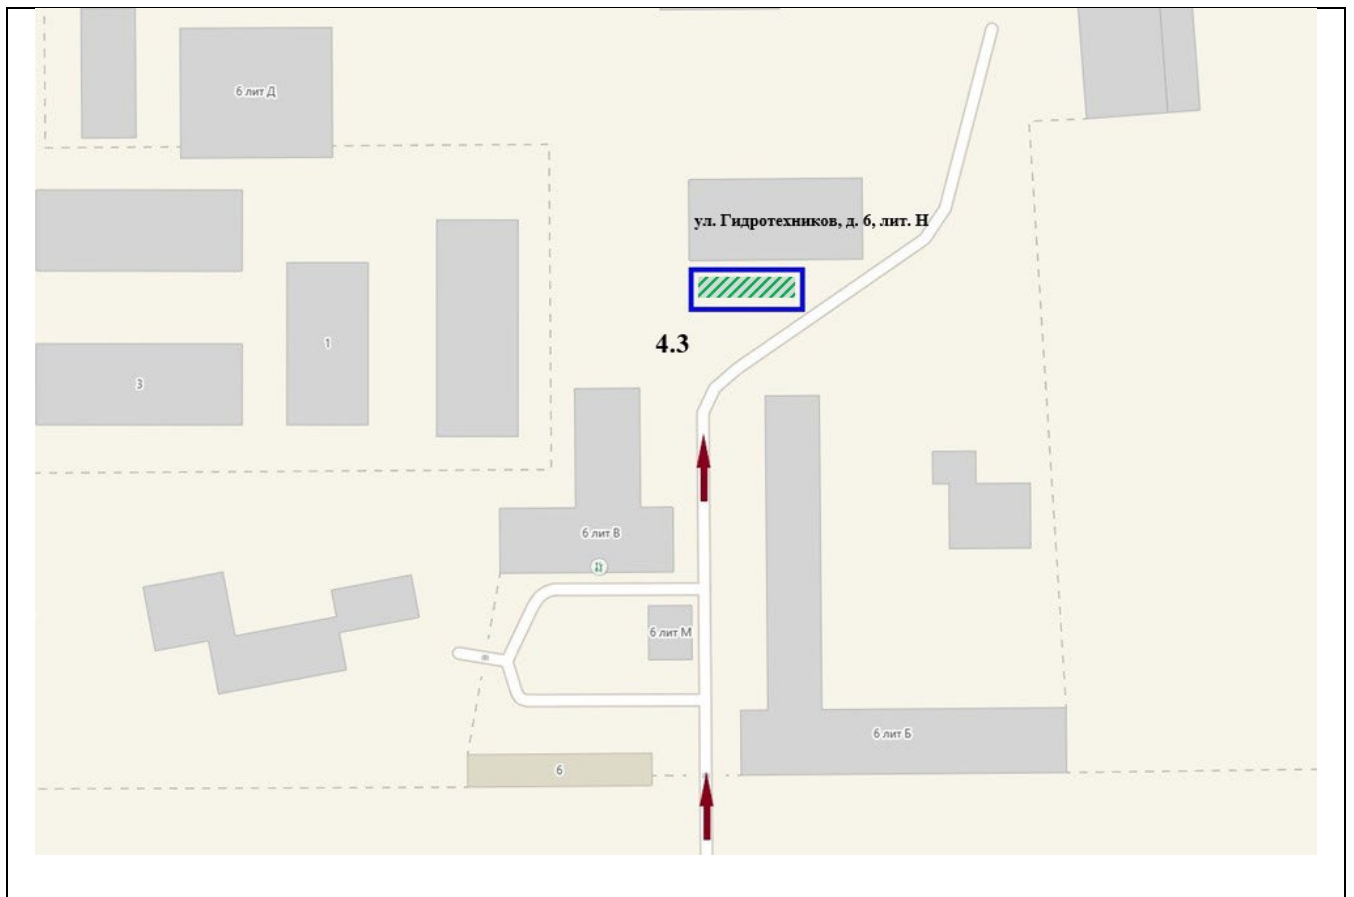 6 лит Д
ул. Гидротехников, д. 6, лит. Н
4.3
1
3
6 лит В
6 лит М
6 лит Б
6